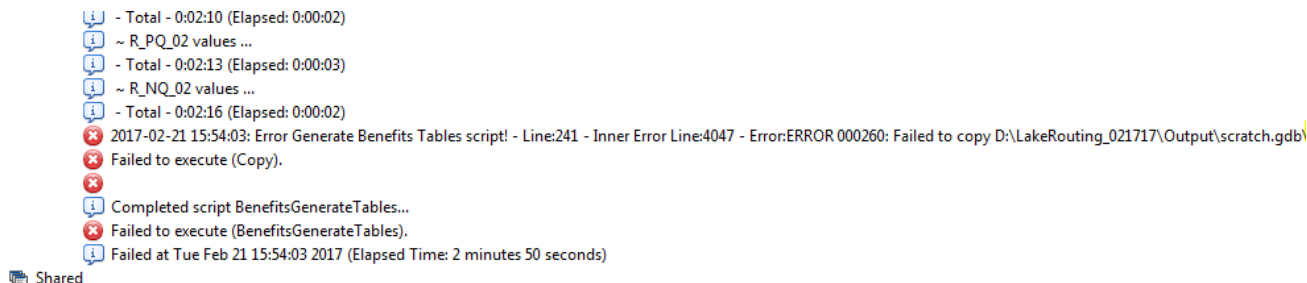 - Total - 0:02:10 (Elapsed: 0:00:02)
~ R_PQ_02 values ...
- Total - 0:02:13 (Elapsed: 0:00:03)
~ R_NQ_02 values ...
- Total - 0:02:16 (Elapsed: 0:00:02)
2017-02-21 15:54:03: Error Generate Benefits Tables script! - Line:241 - Inner Error Line:4047 - Error:ERROR 000260: Failed to copy D:\LakeRouting_021717\Output\scratch.gdb\
Failed to execute (Copy).
Completed script BenefitsGenerateTables...
Failed to execute (BenefitsGenerateTables).
Failed at Tue Feb 21 15:54:03 2017 (Elapsed Time: 2 minutes 50 seconds)
Shared